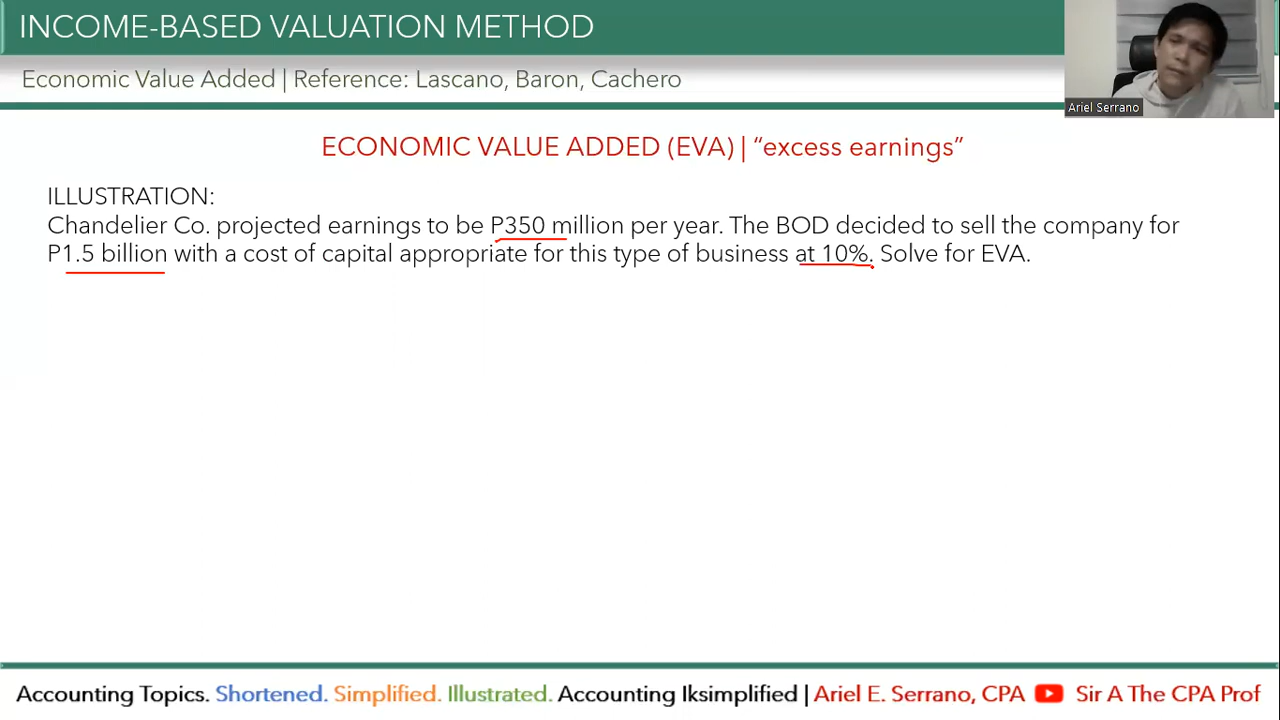 INCOME-BASED VALUATION METHOD
Economic Value Added | Reference: Lascano, Baron, Cachero
Ariel Serrano
ECONOMIC VALUE ADDED (EVA) | “excess earnings”
ILLUSTRATION:
Chandelier Co. projected earnings to be P350 million per year. The BOD decided to sell the company for
P1.5 billion with a cost of capital appropriate for this type of business at 10%. Solve for EVA.
Accounting Topics. Shortened. Simplified. Illustrated. Accounting Iksimplified | Ariel E. Serrano, CPA Sir A The CPA Prof